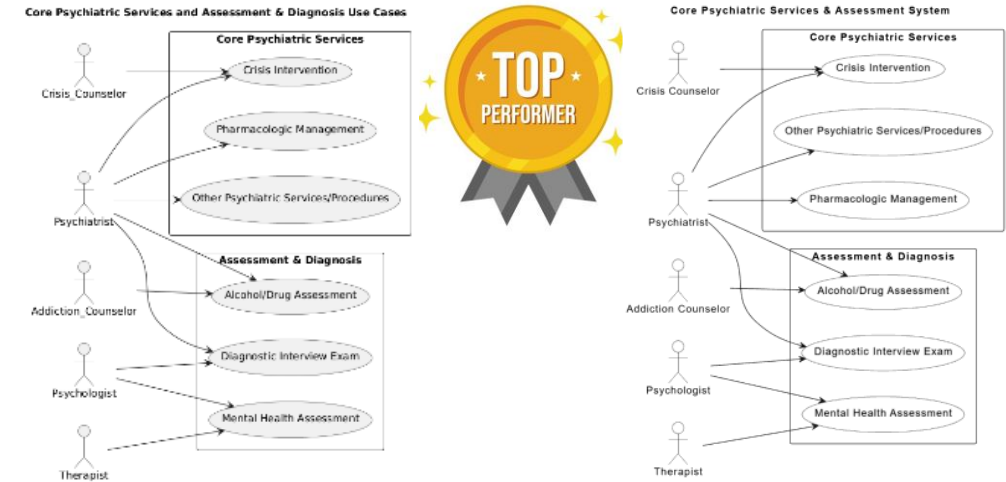 Core Psychiatric Services and Assessment & Diagnosis Use Cases
Core Psychiatric Services
Crisis_Counselor
Crisis Intervention
Pharmacologic Management
Psychiatrist
Other Psychiatric Services/Procedures
Assessment & Diagnosis
Addiction_Counselor
Alcohol/Drug Assessment
Diagnostic Interview Exam
Psychologist
Mental Health Assessment
Therapist
TOP
PERFORMER
Core Psychiatric Services & Assessment System
Core Psychiatric Services
Crisis Counselor
Crisis Intervention
Other Psychiatric Services/Procedures
Psychiatrist
Pharmacologic Management
Assessment & Diagnosis
Addiction Counselor
Alcohol/Drug Assessment
Diagnostic Interview Exam
Psychologist
Mental Health Assessment
Therapist